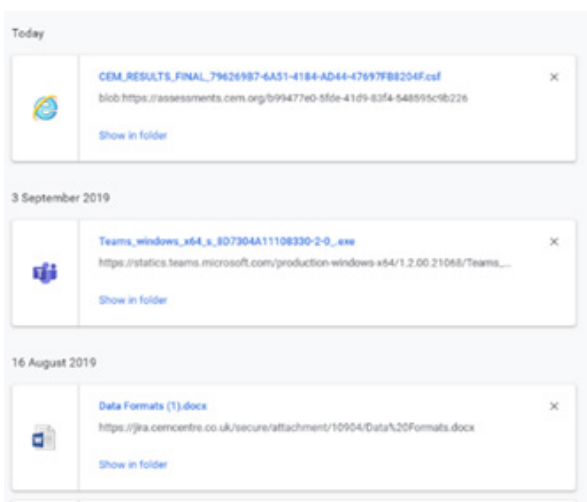 Today
CEM_RESULTS_FINAL_79626987-6A51-4184-AD44-47697FB8204F.csf
blob:https://assessments.cem.org/b99477e0-5fde-41d9-83f4-548595c9b226
Show in folder
3 September 2019
Teams_windows_x64_s_8D7304A11108330-2-0_.exe
https://statics.teams.microsoft.com/production-windows-x64/1.2.00.21068/Teams_...
Show in folder
16 August 2019
Data Formats (1).docx
https://jira.cemcentre.co.uk/secure/attachment/10904/Data%20Formats.docx
Show in folder